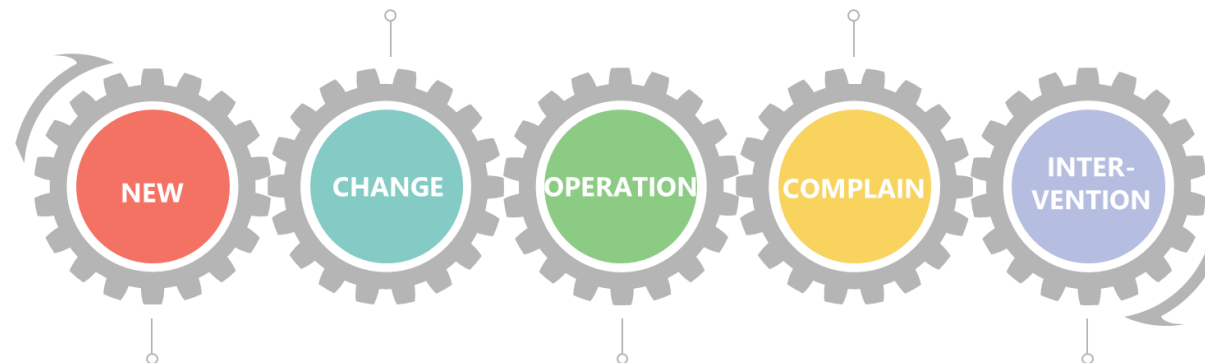 NEW
CHANGE
OPERATION
COMPLAIN
INTER-
VENTION